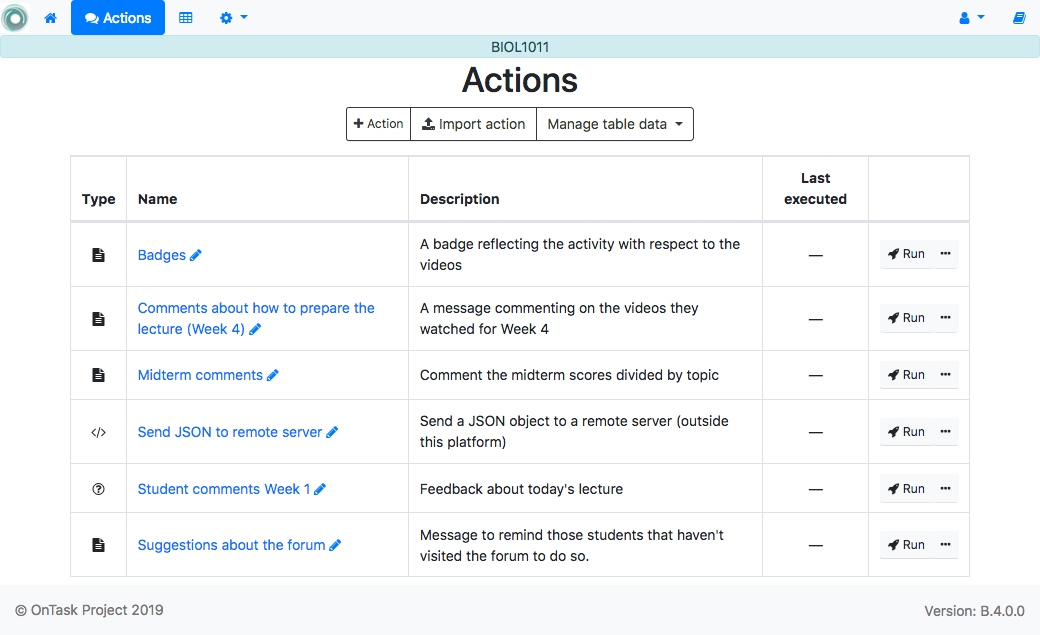 Actions
BIOL1011
Actions
Action
Import action
Manage table data
Type
Name
Description
Last
executed
Badges
A badge reflecting the activity with respect to the
videos
—
Run
Comments about how to prepare the
lecture (Week 4)
A message commenting on the videos they
watched for Week 4
—
Run
Midterm comments
Comment the midterm scores divided by topic
—
Run
Send JSON to remote server
Send a JSON object to a remote server (outside
this platform)
—
Run
Student comments Week 1
Feedback about today's lecture
—
Run
Suggestions about the forum
Message to remind those students that haven't
visited the forum to do so.
—
Run
© OnTask Project 2019
Version: B.4.0.0